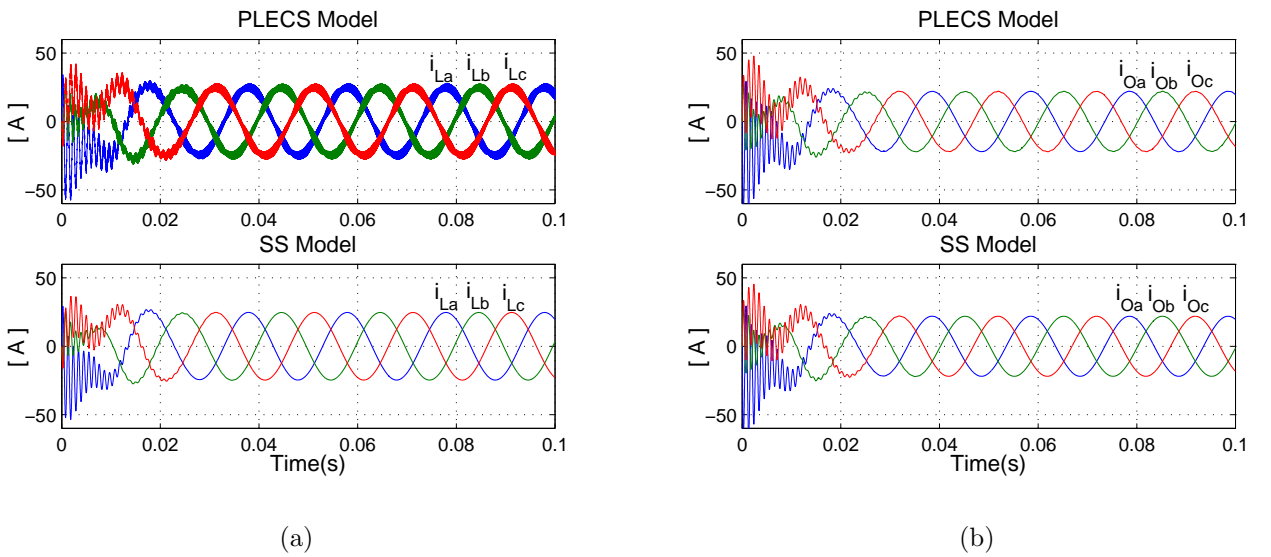 PLECS Model
50
0
−50
[ A ]
i_La i_Lb i_Lc
0 0.02 0.04 0.06 0.08 0.1
SS Model
50
0
−50
[ A ]
i_La i_Lb i_Lc
0 0.02 0.04 0.06 0.08 0.1
Time(s)
(a)
PLECS Model
50
0
−50
[ A ]
i_Oa i_Ob i_Oc
0 0.02 0.04 0.06 0.08 0.1
SS Model
50
0
−50
[ A ]
i_Oa i_Ob i_Oc
0 0.02 0.04 0.06 0.08 0.1
Time(s)
(b)